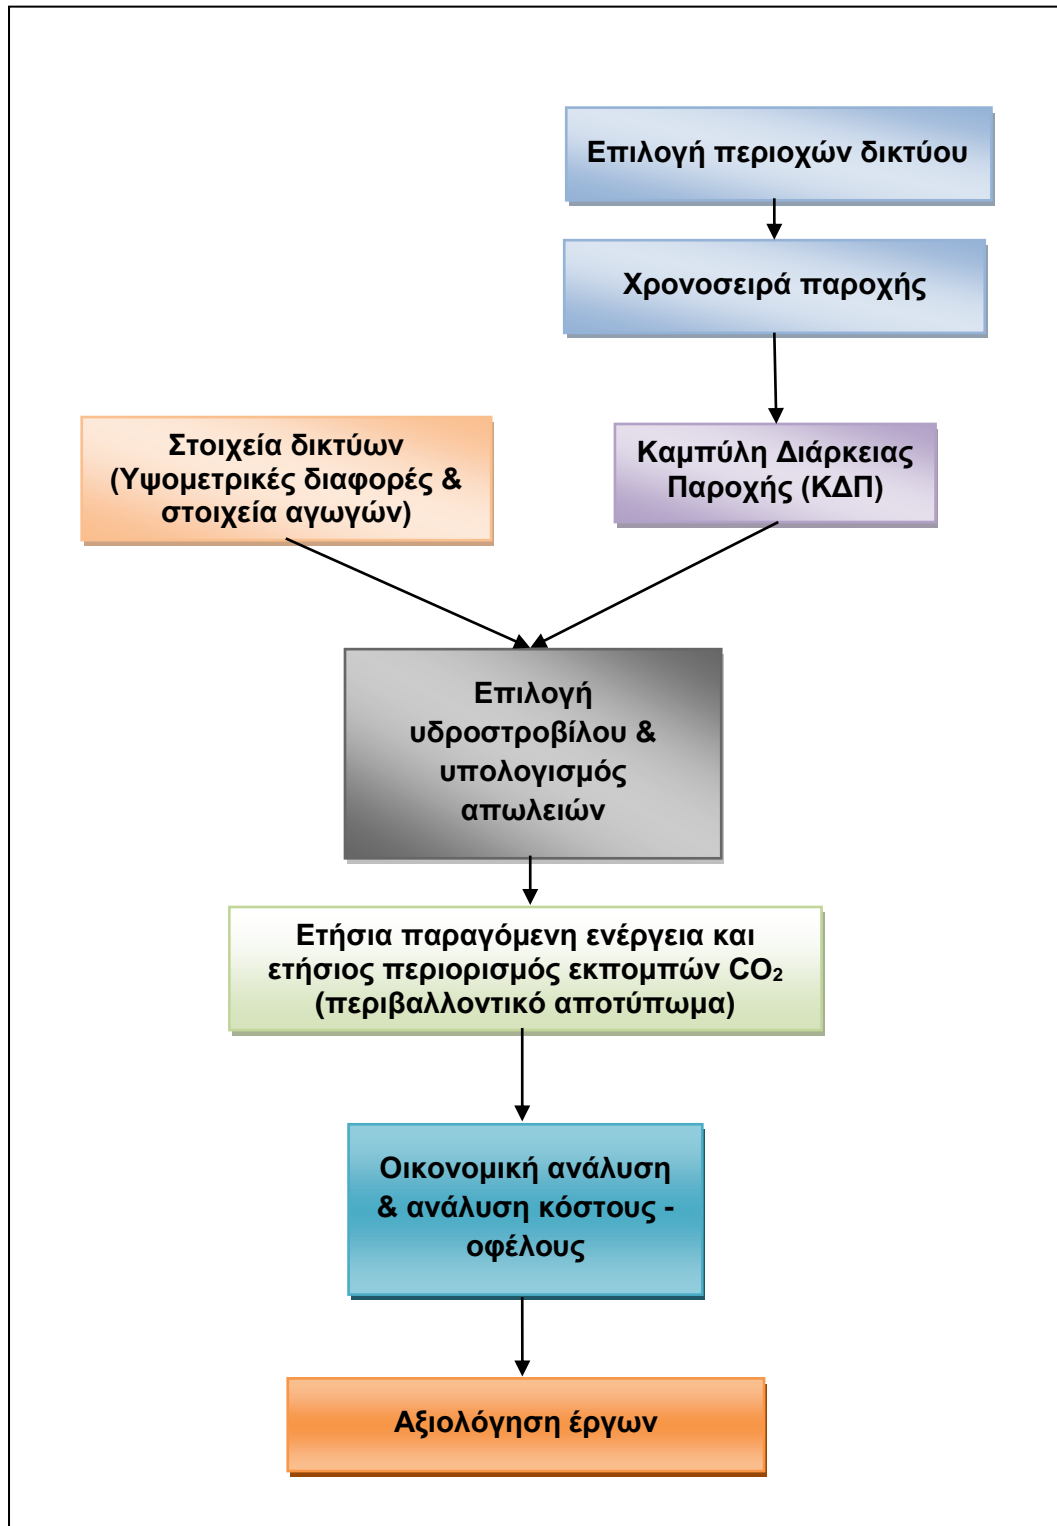 Επιλογή περιοχών δικτύου
Χρονοσειρά παροχής
Στοιχεία δικτύων
(Υψομετρικές διαφορές &
στοιχεία αγωγών)
Καμπύλη Διάρκειας
Παροχής (ΚΔΠ)
Επιλογή
υδροστροβίλου &
υπολογισμός
απωλειών
Ετήσια παραγόμενη ενέργεια και
ετήσιος περιορισμός εκπομπών CO₂
(περιβαλλοντικό αποτύπωμα)
Οικονομική ανάλυση
& ανάλυση κόστους -
οφέλους
Αξιολόγηση έργων